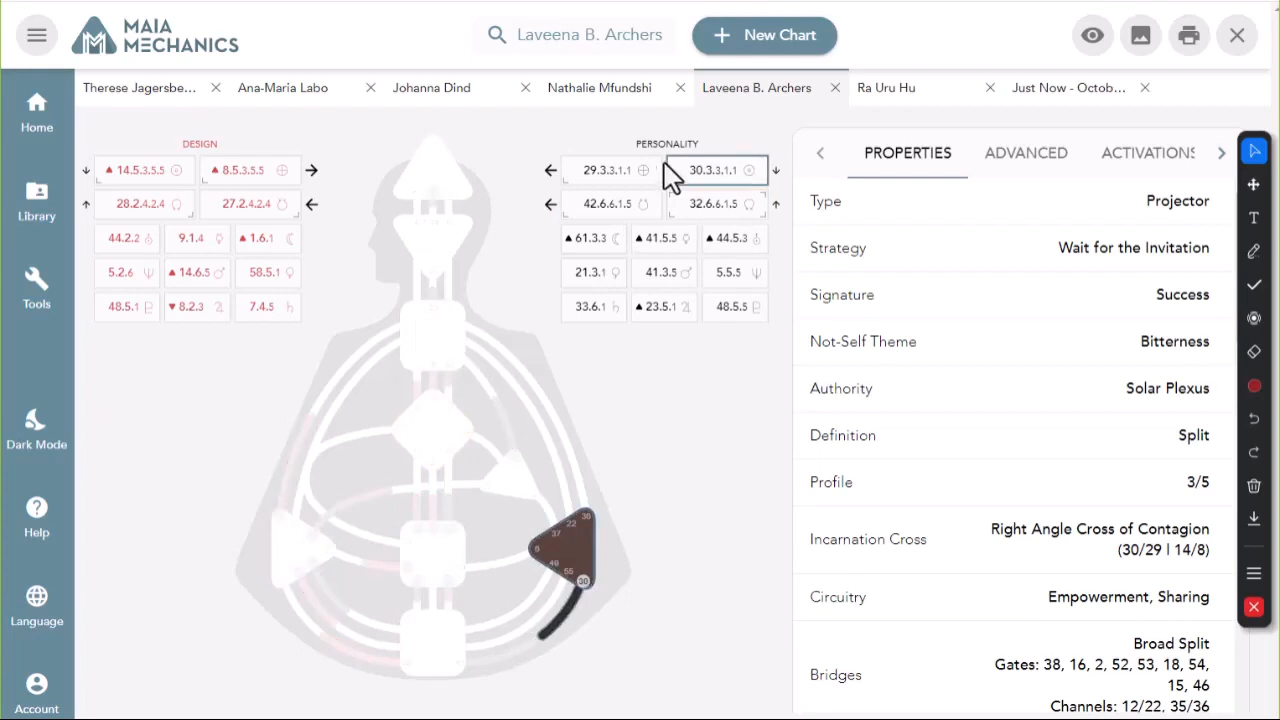 MAIA
MECHANICS
Laveena B. Archers
New Chart
Therese Jagersbe...
Ana-Maria Labo
Johanna Dind
Nathalie Mfundshi
Laveena B. Archers
Ra Uru Hu
Just Now - Octob...
Home
Library
Tools
Dark Mode
Help
Language
Account
DESIGN
14.5.3.5.5
8.5.3.5.5
28.2.4.2.4
27.2.4.2.4
44.2.2
9.1.4
1.6.1
5.2.6
14.6.5
58.5.1
48.5.1
8.2.3
7.4.5
PERSONALITY
29.3.3.1.1
30.3.3.1.1
42.6.6.1.5
32.6.6.1.5
61.3.3
41.5.5
44.5.3
21.3.1
41.3.5
5.5.5
33.6.1
23.5.1
48.5.5
22
37
49
55
30
PROPERTIES
ADVANCED
ACTIVATIONS
Type
Projector
Strategy
Wait for the Invitation
Signature
Success
Not-Self Theme
Bitterness
Authority
Solar Plexus
Definition
Split
Profile
3/5
Incarnation Cross
Right Angle Cross of Contagion
(30/29 | 14/8)
Circuitry
Empowerment, Sharing
Bridges
Broad Split
Gates: 38, 16, 2, 52, 53, 18, 54,
15, 46
Channels: 12/22, 35/36